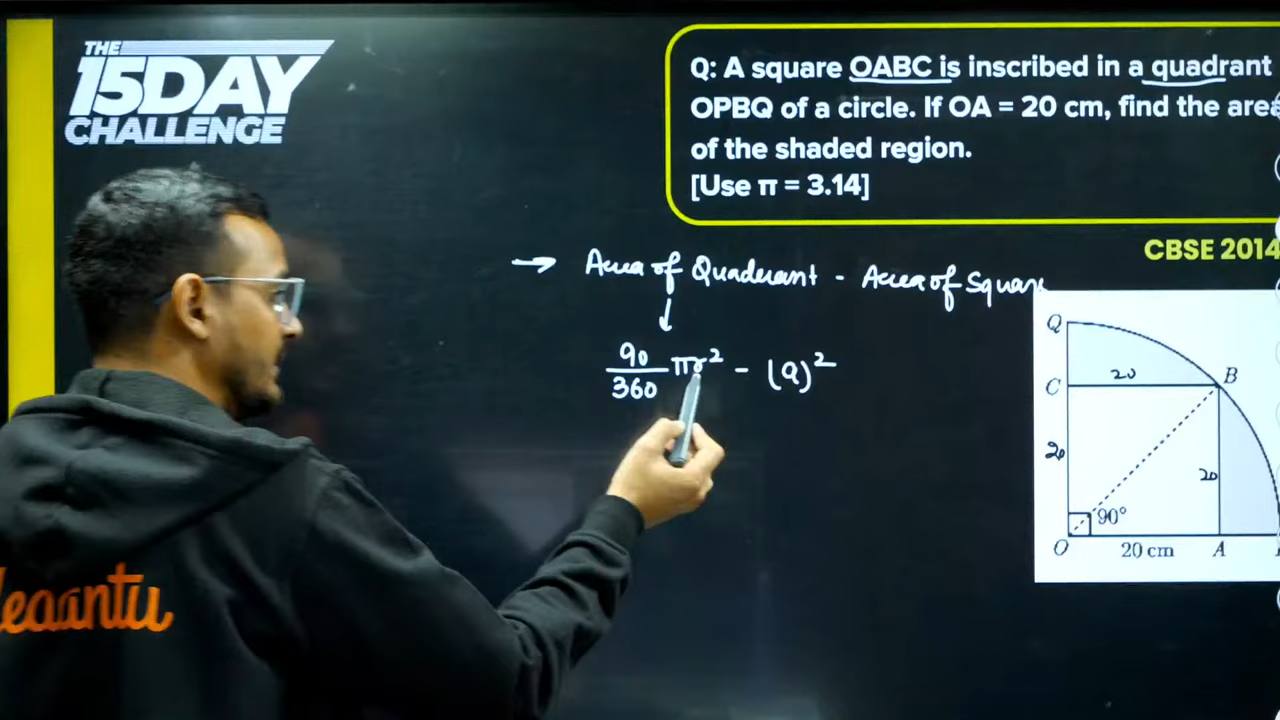 THE
15DAY
CHALLENGE
Q: A square OABC is inscribed in a quadrant
OPBQ of a circle. If OA = 20 cm, find the area
of the shaded region.
[Use π = 3.14]
CBSE 2014
→ Area of Quadrant - Area of Square
↓
90/360 πr² - (a)²
Q
C
20
B
20
20
90°
O
20 cm
A